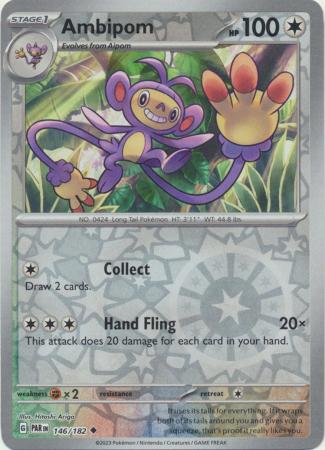 STAGE1
Ambipom
HP 100
Evolves from Aipom
NO. 0424 Long Tail Pokémon HT: 3'11" WT: 44.8 lbs
Collect
Draw 2 cards.
Hand Fling 20×
This attack does 20 damage for each card in your hand.
weakness ×2 resistance retreat
Illus. Hitoshi Ariga
G PAR EN 146/182
It uses its tails for everything. If it wraps
both of its tails around you and gives you a
squeeze, that's proof it really likes you.
©2023 Pokémon / Nintendo / Creatures / GAME FREAK